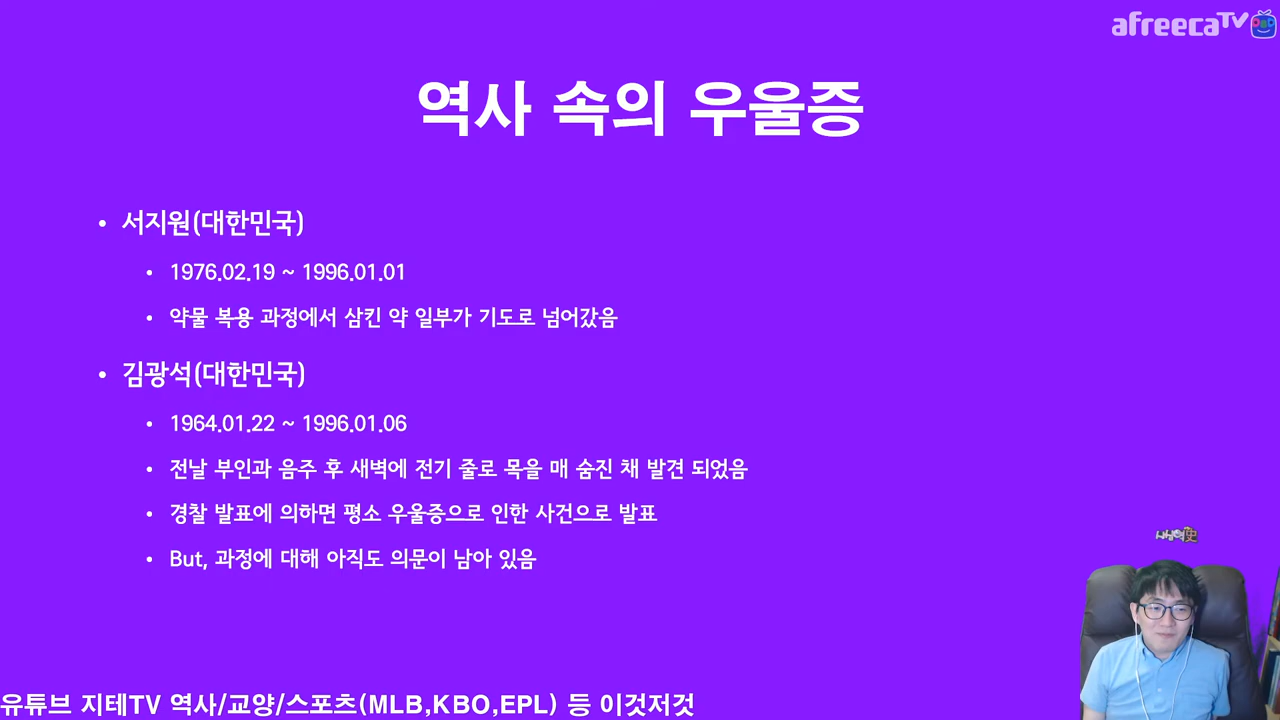 afreecaTV
역사 속의 우울증
• 서지원(대한민국)
• 1976.02.19 ~ 1996.01.01
• 약물 복용 과정에서 삼킨 약 일부가 기도로 넘어갔음
• 김광석(대한민국)
• 1964.01.22 ~ 1996.01.06
• 전날 부인과 음주 후 새벽에 전기 줄로 목을 매 숨진 채 발견 되었음
• 경찰 발표에 의하면 평소 우울증으로 인한 사건으로 발표
• But, 과정에 대해 아직도 의문이 남아 있음
유튜브 지테TV 역사/교양/스포츠(MLB,KBO,EPL) 등 이것저것